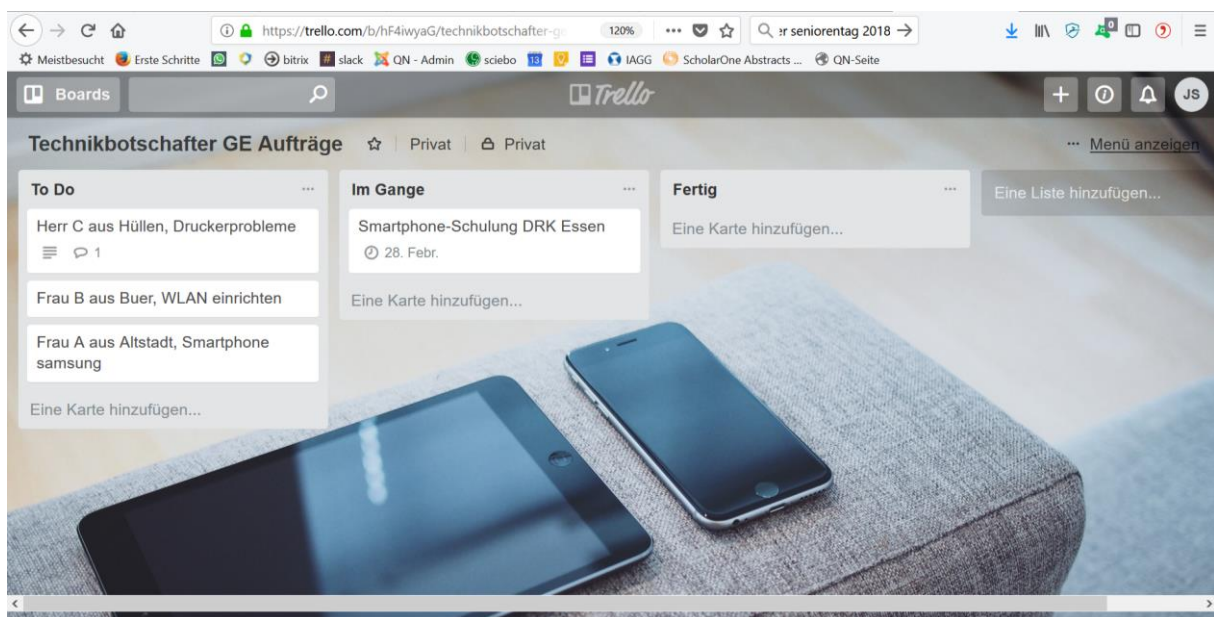 https://trello.com/b/hF4iwyaG/technikbotschafter-ge
120%
er seniorentag 2018
Meistbesucht Erste Schritte bitrix # slack QN - Admin sciebo 13 IAGG ScholarOne Abstracts ... QN-Seite
Boards
Trello
JS
Technikbotschafter GE Aufträge Privat Privat
... Menü anzeigen
To Do ...
Herr C aus Hüllen, Druckerprobleme
1
Frau B aus Buer, WLAN einrichten
Frau A aus Altstadt, Smartphone
samsung
Eine Karte hinzufügen...
Im Gange ...
Smartphone-Schulung DRK Essen
28. Febr.
Eine Karte hinzufügen...
Fertig ...
Eine Karte hinzufügen...
Eine Liste hinzufügen...